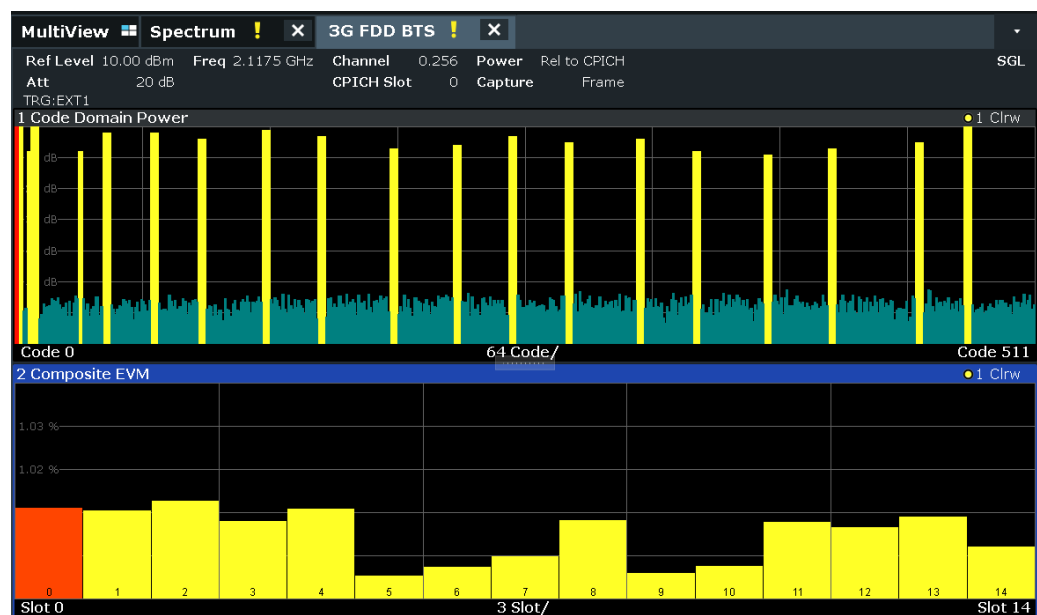 MultiView Spectrum ! X 3G FDD BTS ! X
Ref Level 10.00 dBm Freq 2.1175 GHz Channel 0.256 Power Rel to CPICH SGL
Att 20 dB CPICH Slot 0 Capture Frame
TRG:EXT1
1 Code Domain Power 1 Clrw
dB
dB
dB
dB
dB
Code 0 64 Code/ Code 511
2 Composite EVM 1 Clrw
1.03 %
1.02 %
0 1 2 3 4 5 6 7 8 9 10 11 12 13 14
Slot 0 3 Slot/ Slot 14